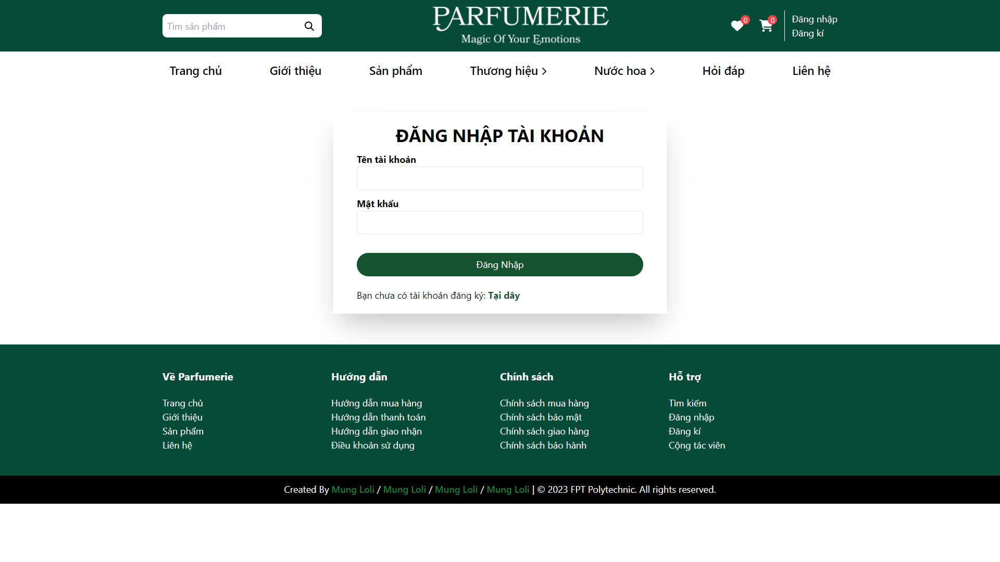 Tìm sản phẩm
PARFUMERIE
Magic Of Your Emotions
0
0
Đăng nhập
Đăng kí
Trang chủ
Giới thiệu
Sản phẩm
Thương hiệu
Nước hoa
Hỏi đáp
Liên hệ
ĐĂNG NHẬP TÀI KHOẢN
Tên tài khoản
Mật khẩu
Đăng Nhập
Bạn chưa có tài khoản đăng ký: Tại dây
Về Parfumerie
Trang chủ
Giới thiệu
Sản phẩm
Liên hệ
Hướng dẫn
Hướng dẫn mua hàng
Hướng dẫn thanh toán
Hướng dẫn giao nhận
Điều khoản sử dụng
Chính sách
Chính sách mua hàng
Chính sách bảo mật
Chính sách giao hàng
Chính sách bảo hành
Hỗ trợ
Tìm kiếm
Đăng nhập
Đăng kí
Cộng tác viên
Created By Mung Loli / Mung Loli / Mung Loli / Mung Loli | © 2023 FPT Polytechnic. All rights reserved.